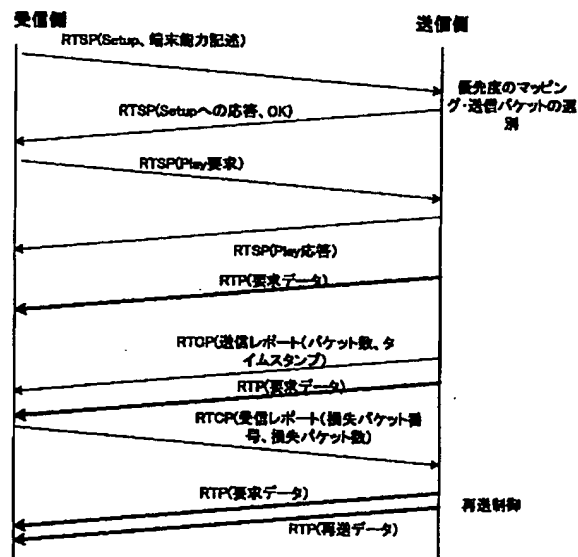 受信側
送信側
RTSP(Setup、端末能力記述)
優先度のマッピン
グ・送信パケットの選
別
RTSP(Setupへの応答、OK)
RTSP(Play要求)
RTSP(Play応答)
RTP(要求データ)
RTCP(送信レポート(パケット数、タ
イムスタンプ)
RTP(要求データ)
RTCP(受信レポート(損失パケット番
号、損失パケット数)
RTP(要求データ)
再送制御
RTP(再送データ)